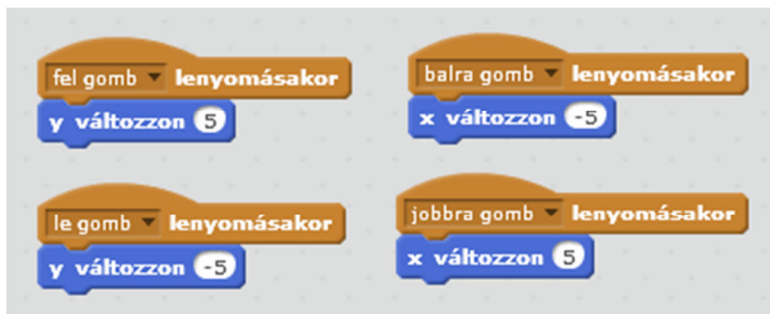 fel gomb lenyomásakor
y változzon 5
balra gomb lenyomásakor
x változzon -5
le gomb lenyomásakor
y változzon -5
jobbra gomb lenyomásakor
x változzon 5